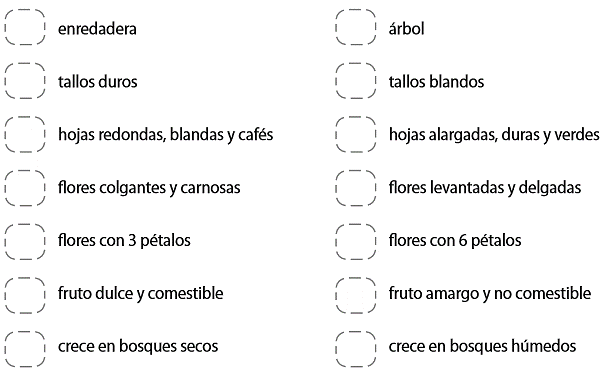 enredadera
árbol
tallos duros
tallos blandos
hojas redondas, blandas y cafés
hojas alargadas, duras y verdes
flores colgantes y carnosas
flores levantadas y delgadas
flores con 3 pétalos
flores con 6 pétalos
fruto dulce y comestible
fruto amargo y no comestible
crece en bosques secos
crece en bosques húmedos